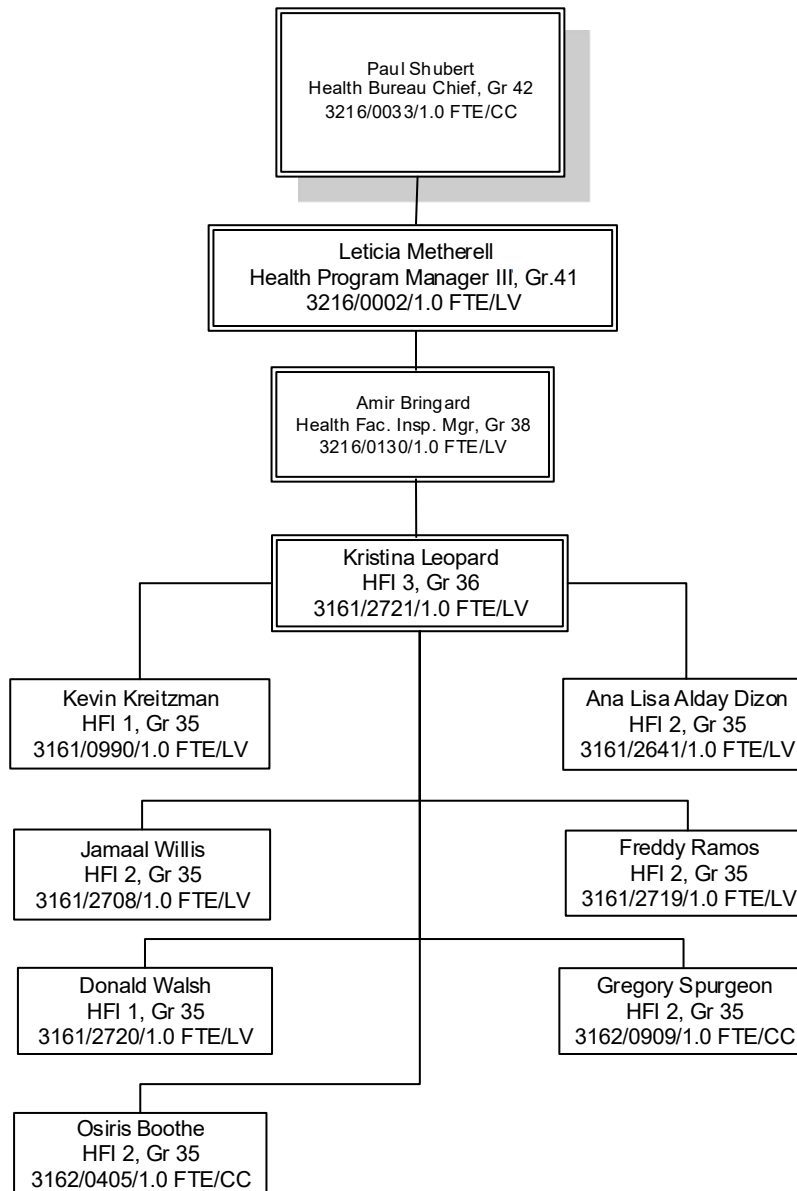 Paul Shubert
Health Bureau Chief, Gr 42
3216/0033/1.0 FTE/CC
Leticia Metherell
Health Program Manager III, Gr.41
3216/0002/1.0 FTE/LV
Amir Bringard
Health Fac. Insp. Mgr, Gr 38
3216/0130/1.0 FTE/LV
Kristina Leopard
HFI 3, Gr 36
3161/2721/1.0 FTE/LV
Kevin Kreitzman
HFI 1, Gr 35
3161/0990/1.0 FTE/LV
Ana Lisa Alday Dizon
HFI 2, Gr 35
3161/2641/1.0 FTE/LV
Jamaal Willis
HFI 2, Gr 35
3161/2708/1.0 FTE/LV
Freddy Ramos
HFI 2, Gr 35
3161/2719/1.0 FTE/LV
Donald Walsh
HFI 1, Gr 35
3161/2720/1.0 FTE/LV
Gregory Spurgeon
HFI 2, Gr 35
3162/0909/1.0 FTE/CC
Osiris Boothe
HFI 2, Gr 35
3162/0405/1.0 FTE/CC